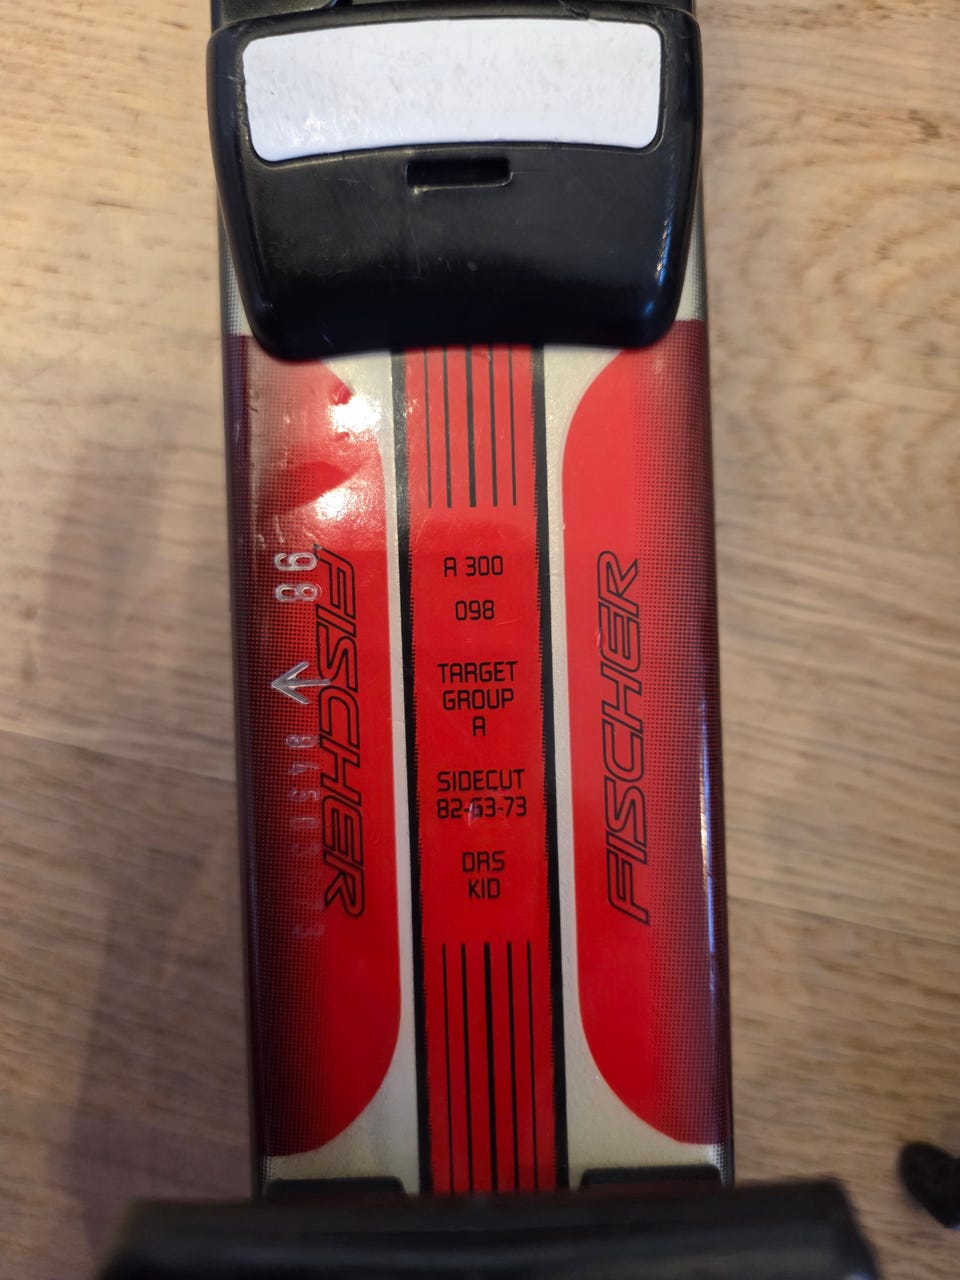 A 300
098
TARGET
GROUP
A
SIDECUT
82-63-73
DRS
KID
FISCHER
FISCHER
98